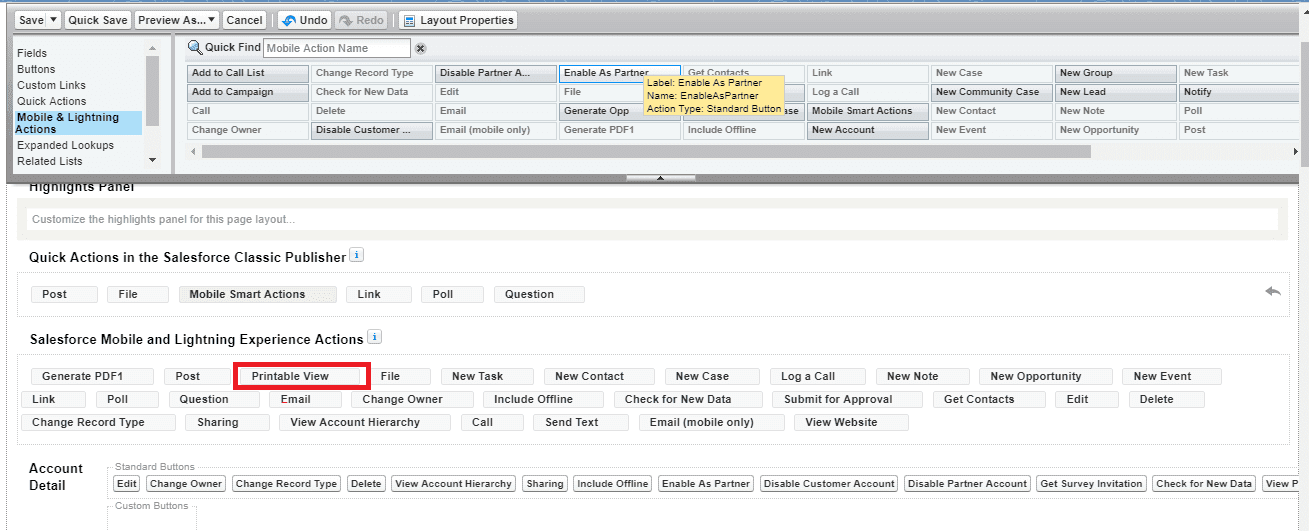 Save Quick Save Preview As... Cancel Undo Redo Layout Properties
Fields
Buttons
Custom Links
Quick Actions
Mobile & Lightning
Actions
Expanded Lookups
Related Lists
Quick Find Mobile Action Name
Add to Call List Change Record Type Disable Partner A... Enable As Partner Get Contacts Link New Case New Group New Task
Add to Campaign Check for New Data Edit File Log a Call New Community Case New Lead Notify
Call Delete Email Generate Opp ase Mobile Smart Actions New Contact New Note Poll
Change Owner Disable Customer ... Email (mobile only) Generate PDF1 Include Offline New Account New Event New Opportunity Post
Label: Enable As Partner
Name: EnableAsPartner
Action Type: Standard Button
Highlights Panel
Customize the highlights panel for this page layout...
Quick Actions in the Salesforce Classic Publisher i
Post File Mobile Smart Actions Link Poll Question
Salesforce Mobile and Lightning Experience Actions i
Generate PDF1 Post Printable View File New Task New Contact New Case Log a Call New Note New Opportunity New Event
Link Poll Question Email Change Owner Include Offline Check for New Data Submit for Approval Get Contacts Edit Delete
Change Record Type Sharing View Account Hierarchy Call Send Text Email (mobile only) View Website
Account
Detail
Standard Buttons
Edit Change Owner Change Record Type Delete View Account Hierarchy Sharing Include Offline Enable As Partner Disable Customer Account Disable Partner Account Get Survey Invitation Check for New Data View P
Custom Buttons